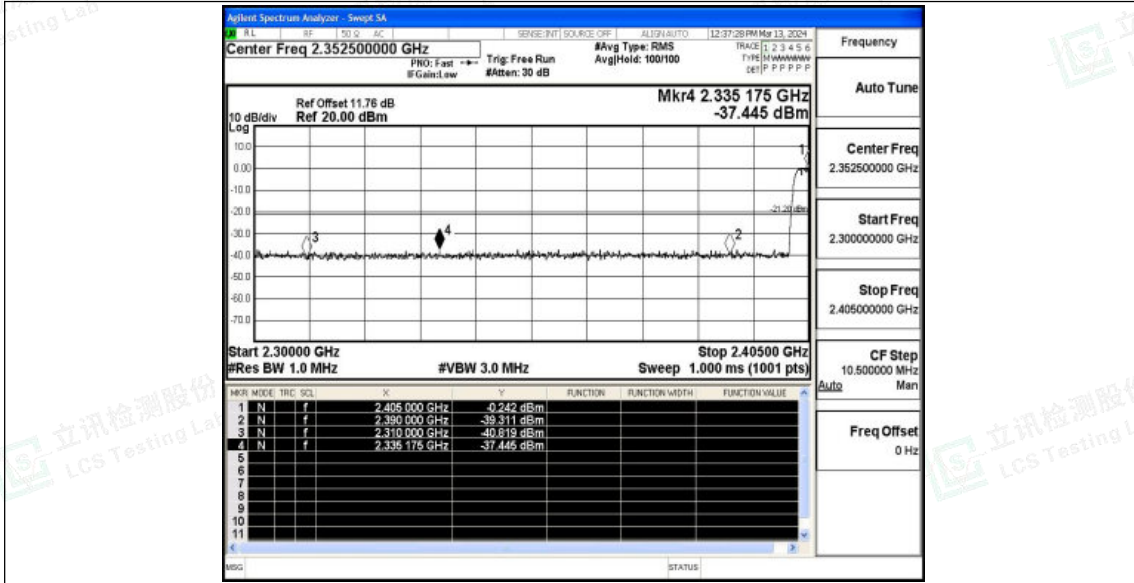 Agilent Spectrum Analyzer - Swept SA
RL RF 50 Ω AC SENSE:INT SOURCE OFF ALIGNAUTO 12:37:28 PM Mar 13, 2024
Center Freq 2.352500000 GHz
PNO: Fast
IFGain:Low
Trig: Free Run
#Atten: 30 dB
#Avg Type: RMS
Avg|Hold: 100/100
TRACE 1 2 3 4 5 6
TYPE M WWWWW
DET P P P P P P
Ref Offset 11.76 dB
Ref 20.00 dBm
10 dB/div
Log
Mkr4 2.335 175 GHz
-37.445 dBm
10.0
0.00
-10.0
-20.0
-30.0
-40.0
-50.0
-60.0
-70.0
1
2
3
4
-21.20 dBm
Start 2.30000 GHz
Stop 2.40500 GHz
#Res BW 1.0 MHz
#VBW 3.0 MHz
Sweep 1.000 ms (1001 pts)
MKR MODE TRC SCL X Y FUNCTION FUNCTION WIDTH FUNCTION VALUE
1 N f 2.405 000 GHz -0.242 dBm
2 N f 2.390 000 GHz -39.311 dBm
3 N f 2.310 000 GHz -40.819 dBm
4 N f 2.335 175 GHz -37.445 dBm
5
6
7
8
9
10
11
MSG
STATUS
Frequency
Auto Tune
Center Freq
2.352500000 GHz
Start Freq
2.300000000 GHz
Stop Freq
2.405000000 GHz
CF Step
10.500000 MHz
Auto Man
Freq Offset
0 Hz
立讯检测股份
LCS Testing Lab
立讯检测股份
LCS Testing L